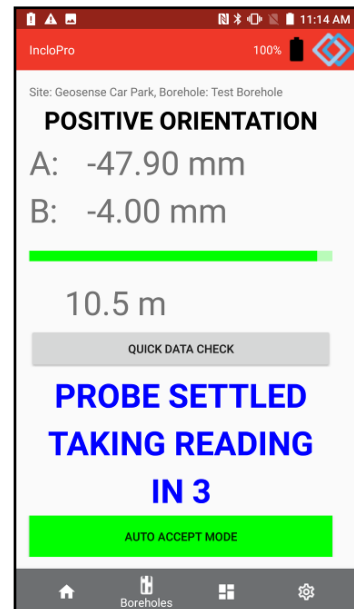 11:14 AM
IncloPro
100%
Site: Geosense Car Park, Borehole: Test Borehole
POSITIVE ORIENTATION
A: -47.90 mm
B: -4.00 mm
10.5 m
QUICK DATA CHECK
PROBE SETTLED
TAKING READING
IN 3
AUTO ACCEPT MODE
Boreholes